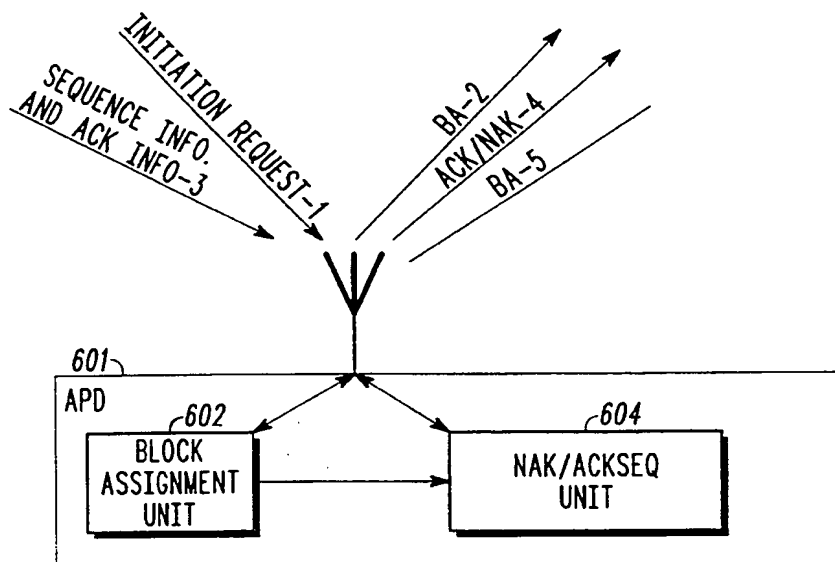 INITIATION REQUEST-1
SEQUENCE INFO.
AND ACK INFO-3
BA-2
ACK/NAK-4
BA-5
601
APD
602
BLOCK
ASSIGNMENT
UNIT
604
NAK/ACKSEQ
UNIT